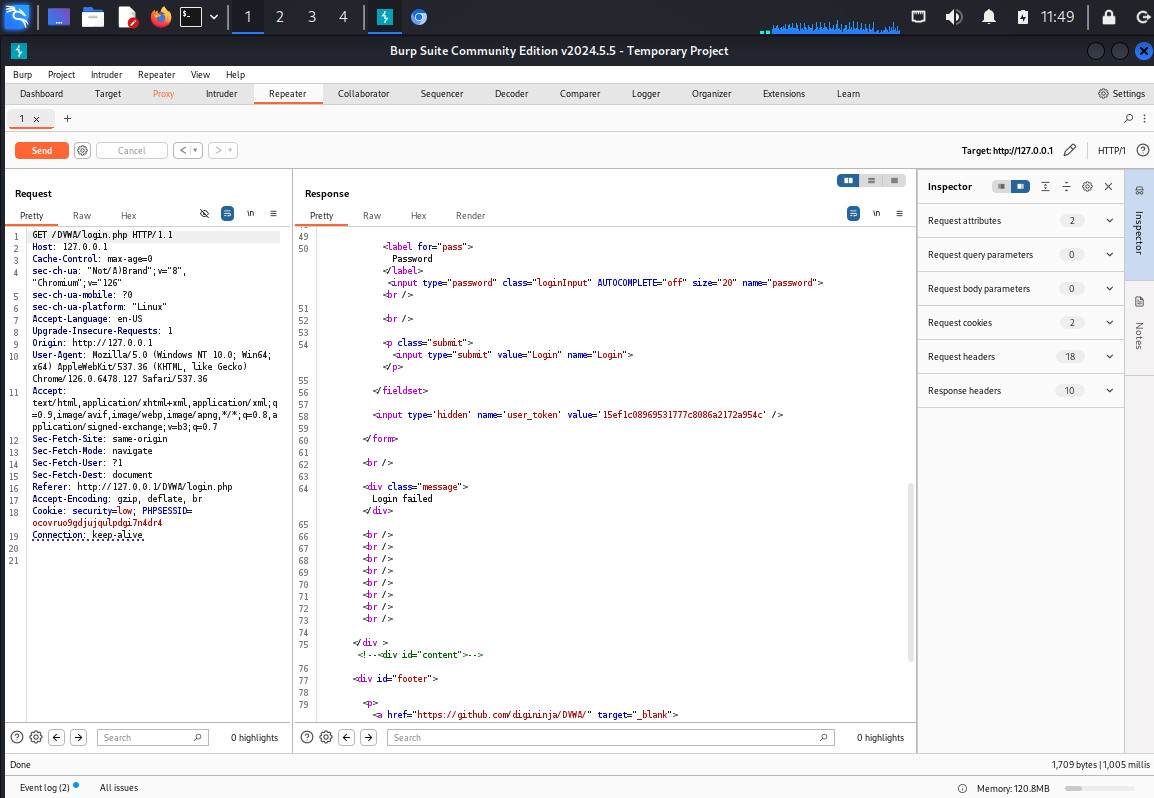 1 2 3 4 11:49
Burp Suite Community Edition v2024.5.5 - Temporary Project
Burp Project Intruder Repeater View Help
Dashboard Target Proxy Intruder Repeater Collaborator Sequencer Decoder Comparer Logger Organizer Extensions Learn Settings
1 × +
Send Cancel < > Target: http://127.0.0.1 HTTP/1 ?
Request
Pretty Raw Hex \n
1 GET /DVWA/login.php HTTP/1.1
2 Host: 127.0.0.1
3 Cache-Control: max-age=0
4 sec-ch-ua: "Not/A)Brand";v="8",
"Chromium";v="126"
5 sec-ch-ua-mobile: ?0
6 sec-ch-ua-platform: "Linux"
7 Accept-Language: en-US
8 Upgrade-Insecure-Requests: 1
9 Origin: http://127.0.0.1
10 User-Agent: Mozilla/5.0 (Windows NT 10.0; Win64;
x64) AppleWebKit/537.36 (KHTML, like Gecko)
Chrome/126.0.6478.127 Safari/537.36
11 Accept:
text/html,application/xhtml+xml,application/xml;q
=0.9,image/avif,image/webp,image/apng,*/*;q=0.8,a
pplication/signed-exchange;v=b3;q=0.7
12 Sec-Fetch-Site: same-origin
13 Sec-Fetch-Mode: navigate
14 Sec-Fetch-User: ?1
15 Sec-Fetch-Dest: document
16 Referer: http://127.0.0.1/DVWA/login.php
17 Accept-Encoding: gzip, deflate, br
18 Cookie: security=low; PHPSESSID=
ocovruo9gdjujqulpdgi7n4dr4
19 Connection: keep-alive
20
21
Search 0 highlights
Response
Pretty Raw Hex Render \n
49
50 <label for="pass">
Password
</label>
<input type="password" class="loginInput" AUTOCOMPLETE="off" size="20" name="password">
<br />
51
52 <br />
53
54 <p class="submit">
<input type="submit" value="Login" name="Login">
</p>
55
56 </fieldset>
57
58 <input type='hidden' name='user_token' value='15ef1c08969531777c8086a2172a954c' />
59
60 </form>
61
62 <br />
63
64 <div class="message">
Login failed
</div>
65
66 <br />
67 <br />
68 <br />
69 <br />
70 <br />
71 <br />
72 <br />
73 <br />
74
75 </div >
<!--<div id="content">-->
76
77 <div id="footer">
78
79 <p>
<a href="https://github.com/digininja/DVWA/" target="_blank">
Search 0 highlights
Inspector
Request attributes 2
Request query parameters 0
Request body parameters 0
Request cookies 2
Request headers 18
Response headers 10
Inspector
Notes
Done 1,709 bytes | 1,005 millis
Event log (2) All issues Memory: 120.8MB